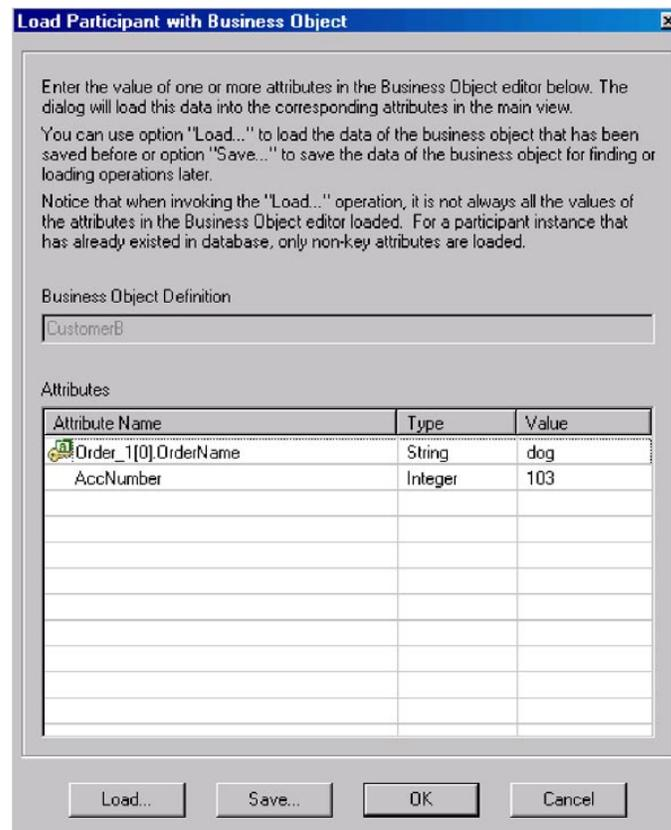 Load Participant with Business Object
Enter the value of one or more attributes in the Business Object editor below. The
dialog will load this data into the corresponding attributes in the main view.
You can use option "Load..." to load the data of the business object that has been
saved before or option "Save..." to save the data of the business object for finding or
loading operations later.
Notice that when invoking the "Load..." operation, it is not always all the values of
the attributes in the Business Object editor loaded. For a participant instance that
has already existed in database, only non-key attributes are loaded.
Business Object Definition
CustomerB
Attributes
Attribute Name Type Value
Order_1[0].OrderName String dog
AccNumber Integer 103
Load... Save... OK Cancel